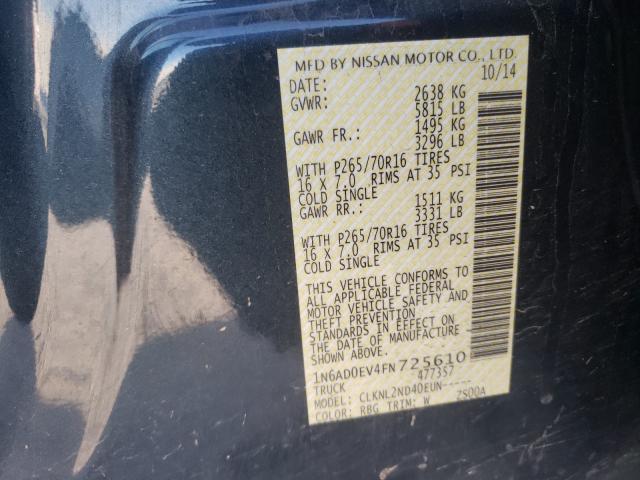 MFD BY NISSAN MOTOR CO., LTD.
DATE: 10/14
GVWR: 2638 KG
5815 LB
GAWR FR.: 1495 KG
3296 LB
WITH P265/70R16 TIRES
16 X 7.0 RIMS AT 35 PSI
COLD SINGLE
GAWR RR.: 1511 KG
3331 LB
WITH P265/70R16 TIRES
16 X 7.0 RIMS AT 35 PSI
COLD SINGLE
THIS VEHICLE CONFORMS TO
ALL APPLICABLE FEDERAL
MOTOR VEHICLE SAFETY AND
THEFT PREVENTION
STANDARDS IN EFFECT ON
DATE OF MANUFACTURE
SHOWN ABOVE.
1N6AD0EV4FN725610
TRUCK 477357
MODEL: CLKNL2ND40EUN-----
COLOR: RBG TRIM: W ZS00A